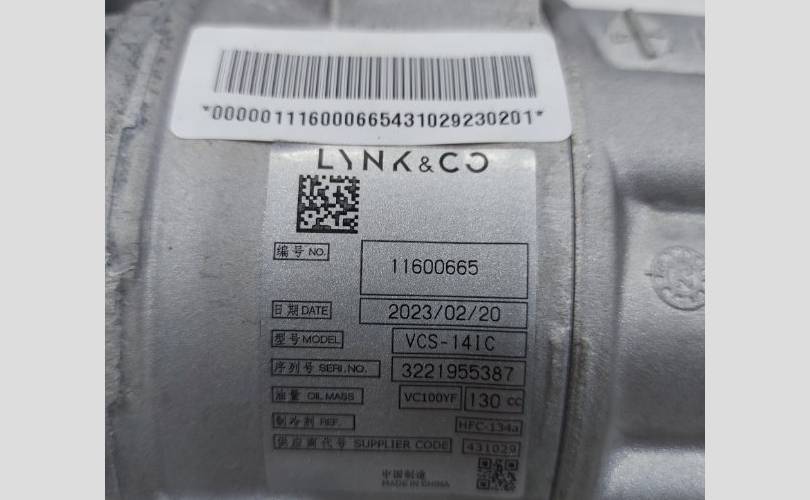 *0000011160006654310292 30201*
LYNK&CO
编号 NO. 11600665
日期 DATE 2023/02/20
型号 MODEL VCS-14IC
序列号 SERI.NO. 3221955387
油量 OIL MASS VC100YF 130 cc
制冷剂 REF. HFC-134a
供应商代号 SUPPLIER CODE 431029
中国制造
MADE IN CHINA